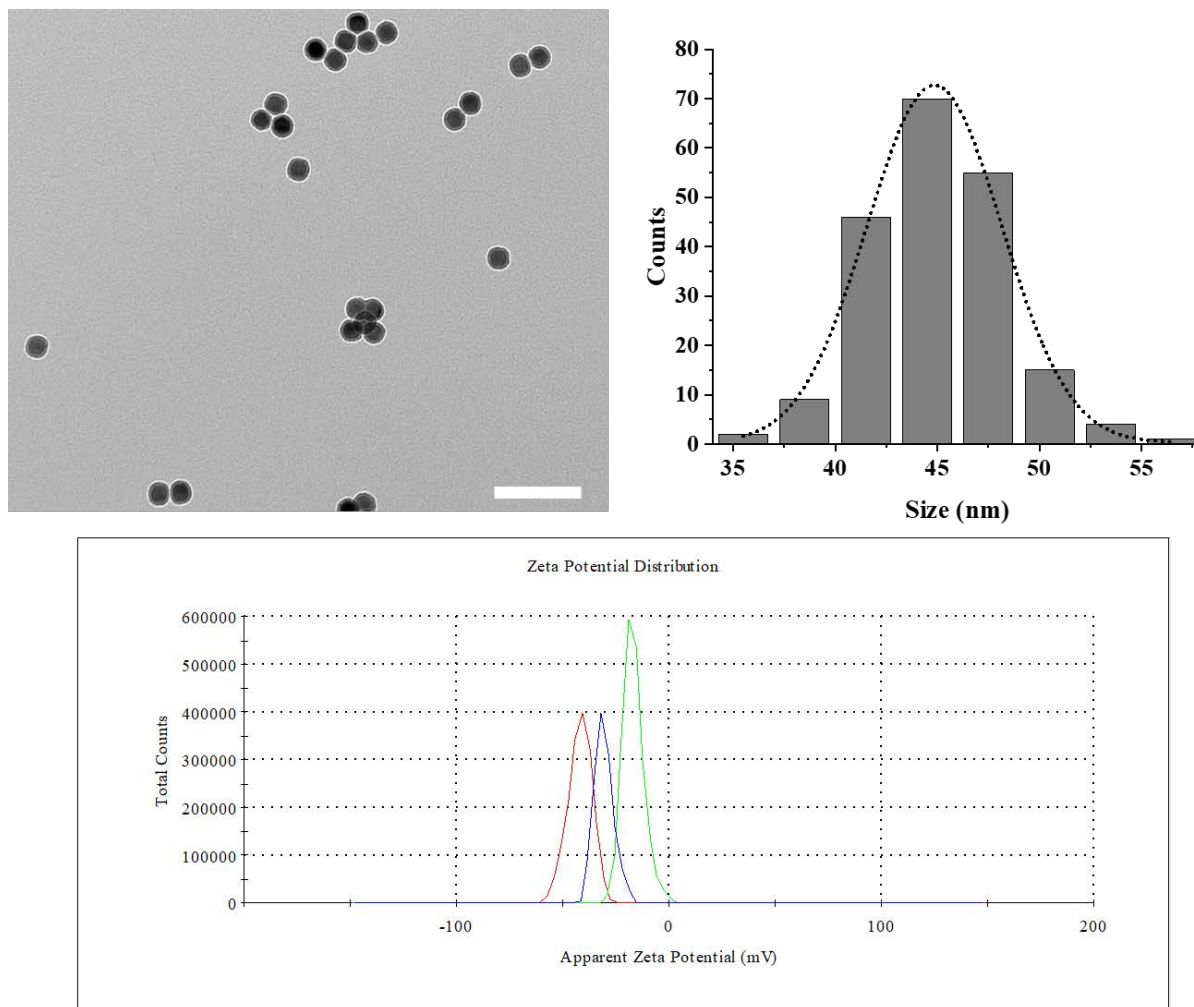 80
70
60
50
40
30
20
10
0
Counts
35 40 45 50 55
Size (nm)
Zeta Potential Distribution
600000
500000
400000
300000
200000
100000
0
Total Counts
-100 0 100 200
Apparent Zeta Potential (mV)